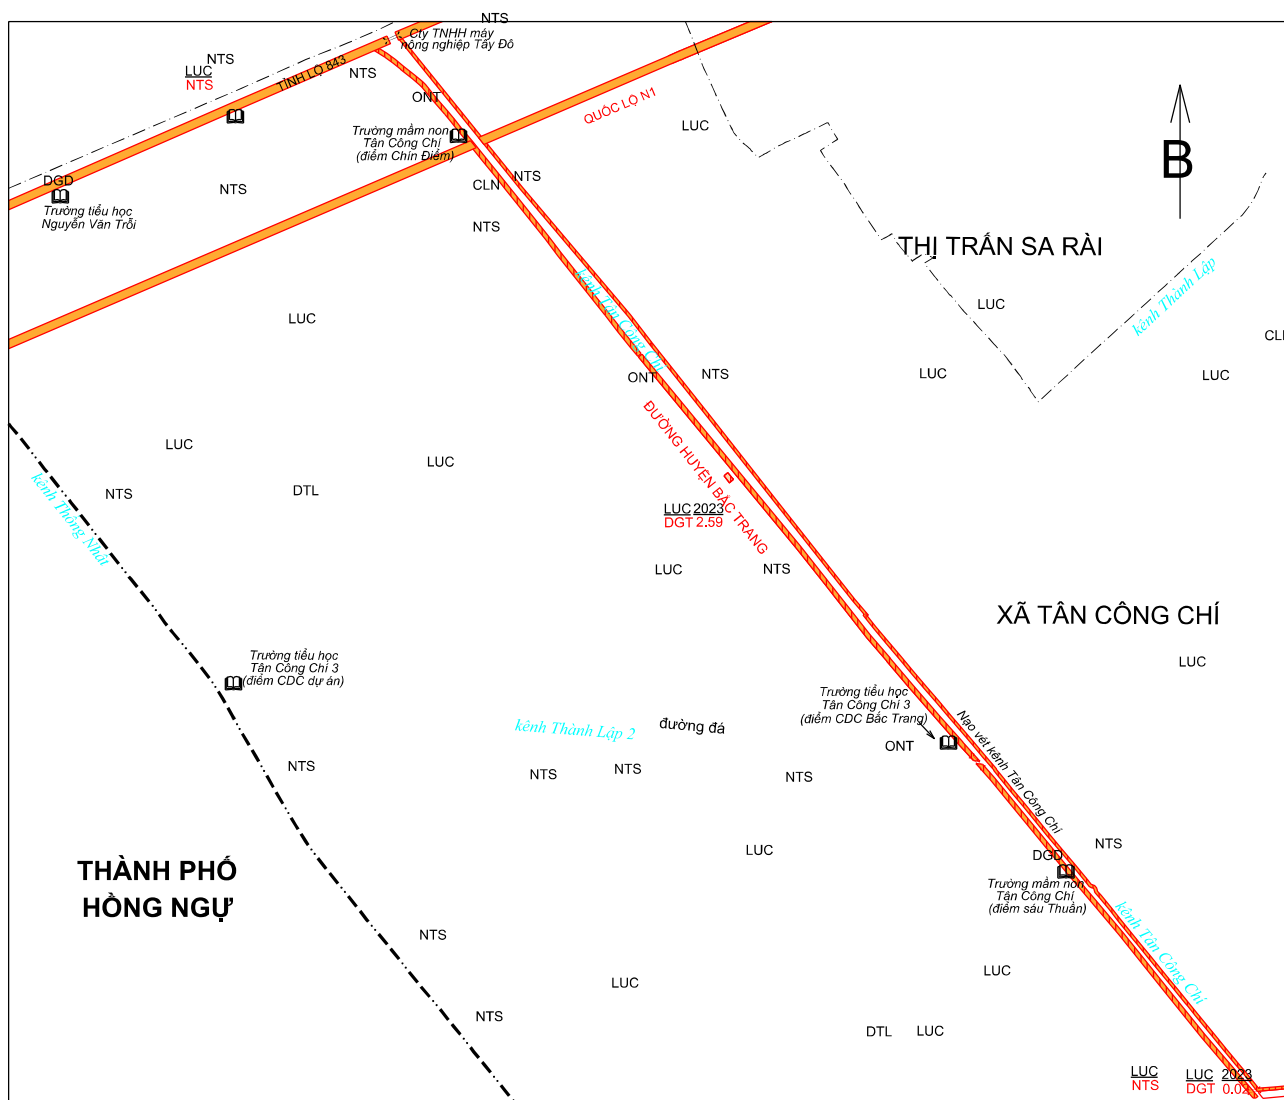 NTS
Cty TNHH máy
nông nghiệp Tây Đô
NTS
LUC
NTS
TỈNH LỘ 843
NTS
ONT
QUỐC LỘ N1
LUC
Trường mầm non
Tân Công Chí
(điểm Chín Điểm)
B
DGD
NTS
CLN
NTS
Trường tiểu học
Nguyễn Văn Trỗi
NTS
THỊ TRẤN SA RÀI
kênh Thành Lập
kênh Tân Công Chí
LUC
LUC
CL
ONT
NTS
LUC
LUC
ĐƯỜNG HUYỆN BẮC TRANG
LUC
LUC
kênh Thống Nhất
NTS
DTL
LUC 2023
DGT 2.59
LUC
NTS
XÃ TÂN CÔNG CHÍ
Trường tiểu học
Tân Công Chí 3
(điểm CDC dự án)
LUC
Trường tiểu học
Tân Công Chí 3
(điểm CDC Bắc Trang)
kênh Thành Lập 2
đường đá
Nạo vét kênh Tân Công Chí
ONT
NTS
NTS
NTS
NTS
LUC
NTS
DGD
THÀNH PHỐ
HỒNG NGỰ
Trường mầm non
Tân Công Chí
(điểm sáu Thuần)
kênh Tân Công Chí
NTS
LUC
LUC
NTS
DTL
LUC
LUC
NTS
LUC 2023
DGT 0.02